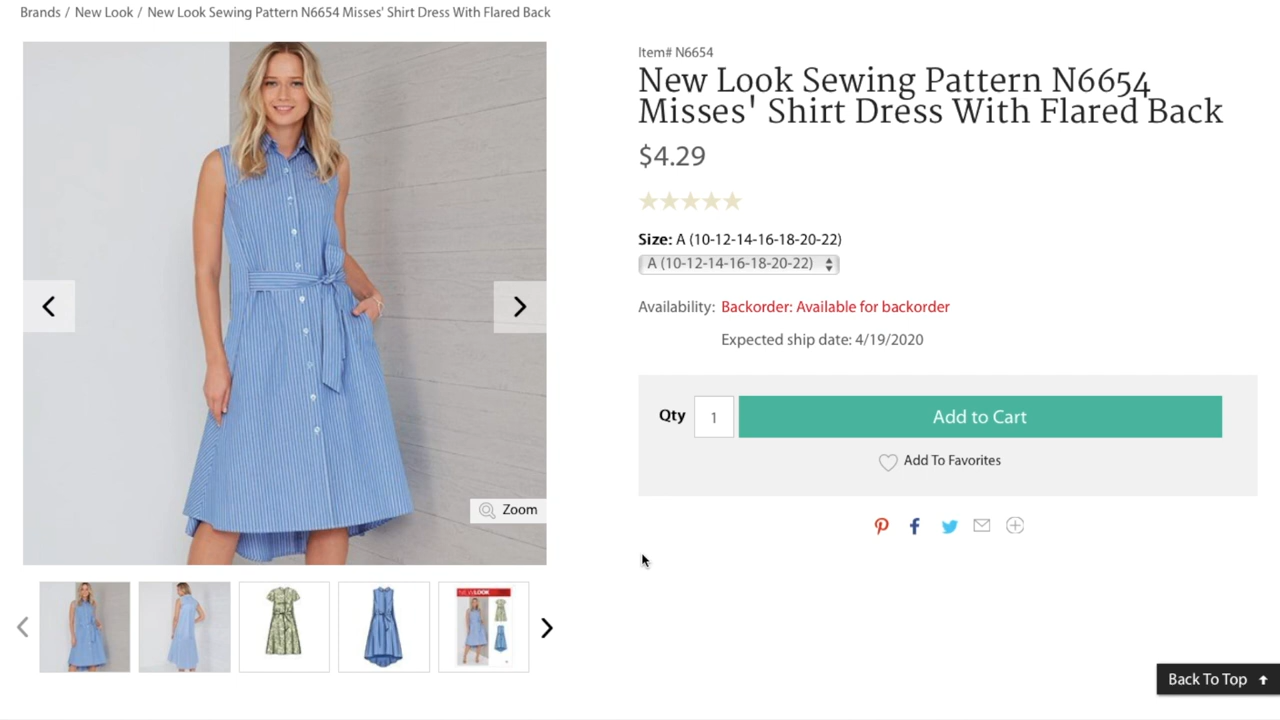 Brands / New Look / New Look Sewing Pattern N6654 Misses' Shirt Dress With Flared Back
Item# N6654
New Look Sewing Pattern N6654
Misses' Shirt Dress With Flared Back
$4.29
Size: A (10-12-14-16-18-20-22)
A (10-12-14-16-18-20-22)
Availability: Backorder: Available for backorder
Expected ship date: 4/19/2020
Qty 1 Add to Cart
Add To Favorites
Zoom
NEW LOOK
Back To Top